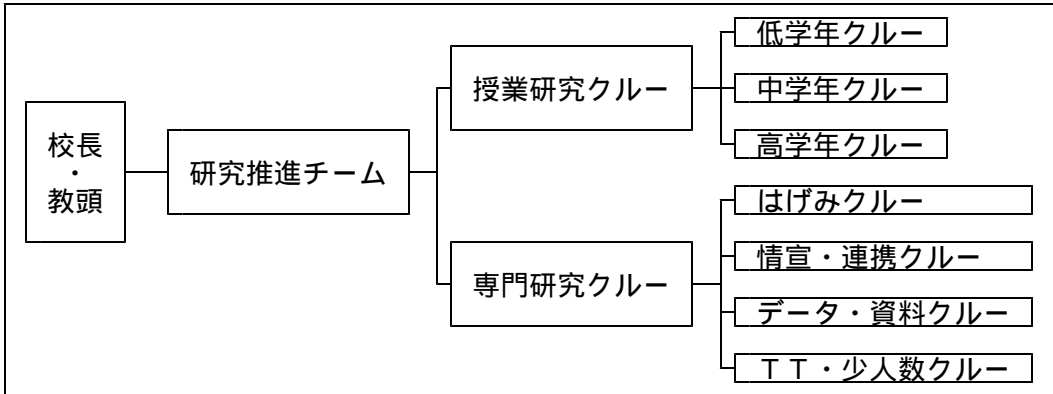 校長
・
教頭
研究推進チーム
授業研究クルー
低学年クルー
中学年クルー
高学年クルー
専門研究クルー
はげみクルー
情宣・連携クルー
データ・資料クルー
ＴＴ・少人数クルー